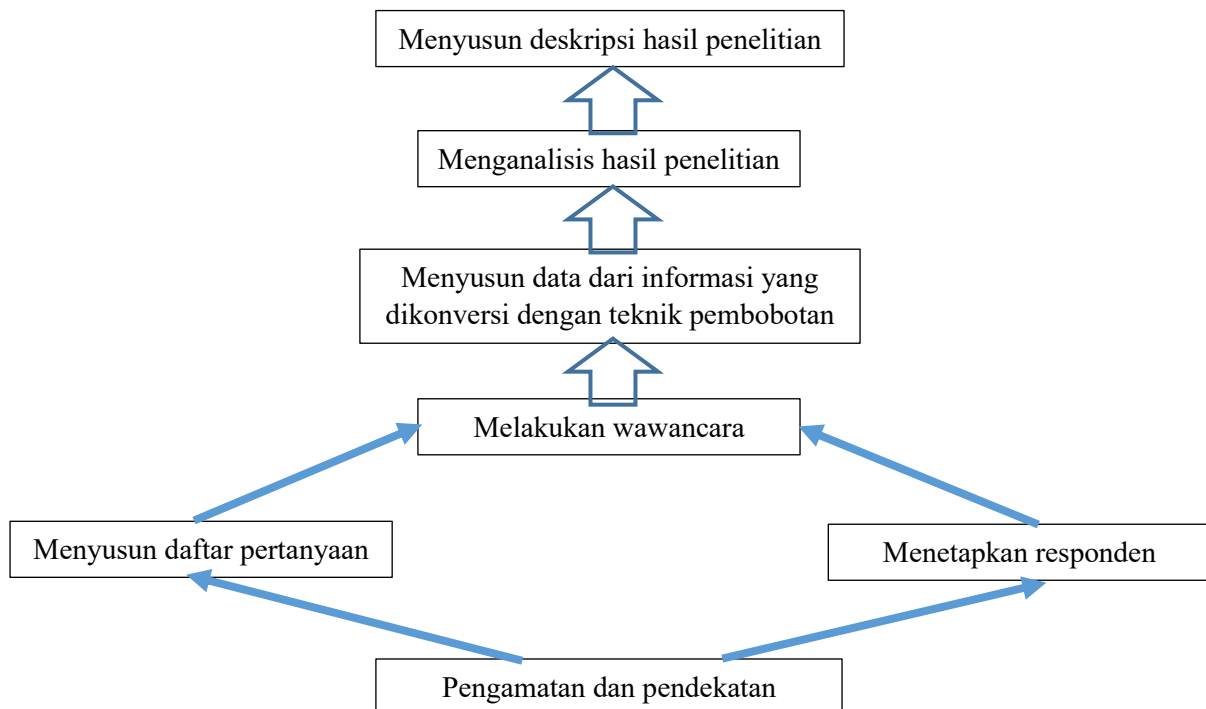 Menyusun deskripsi hasil penelitian
Menganalisis hasil penelitian
Menyusun data dari informasi yang
dikonversi dengan teknik pembobotan
Melakukan wawancara
Menyusun daftar pertanyaan
Menetapkan responden
Pengamatan dan pendekatan